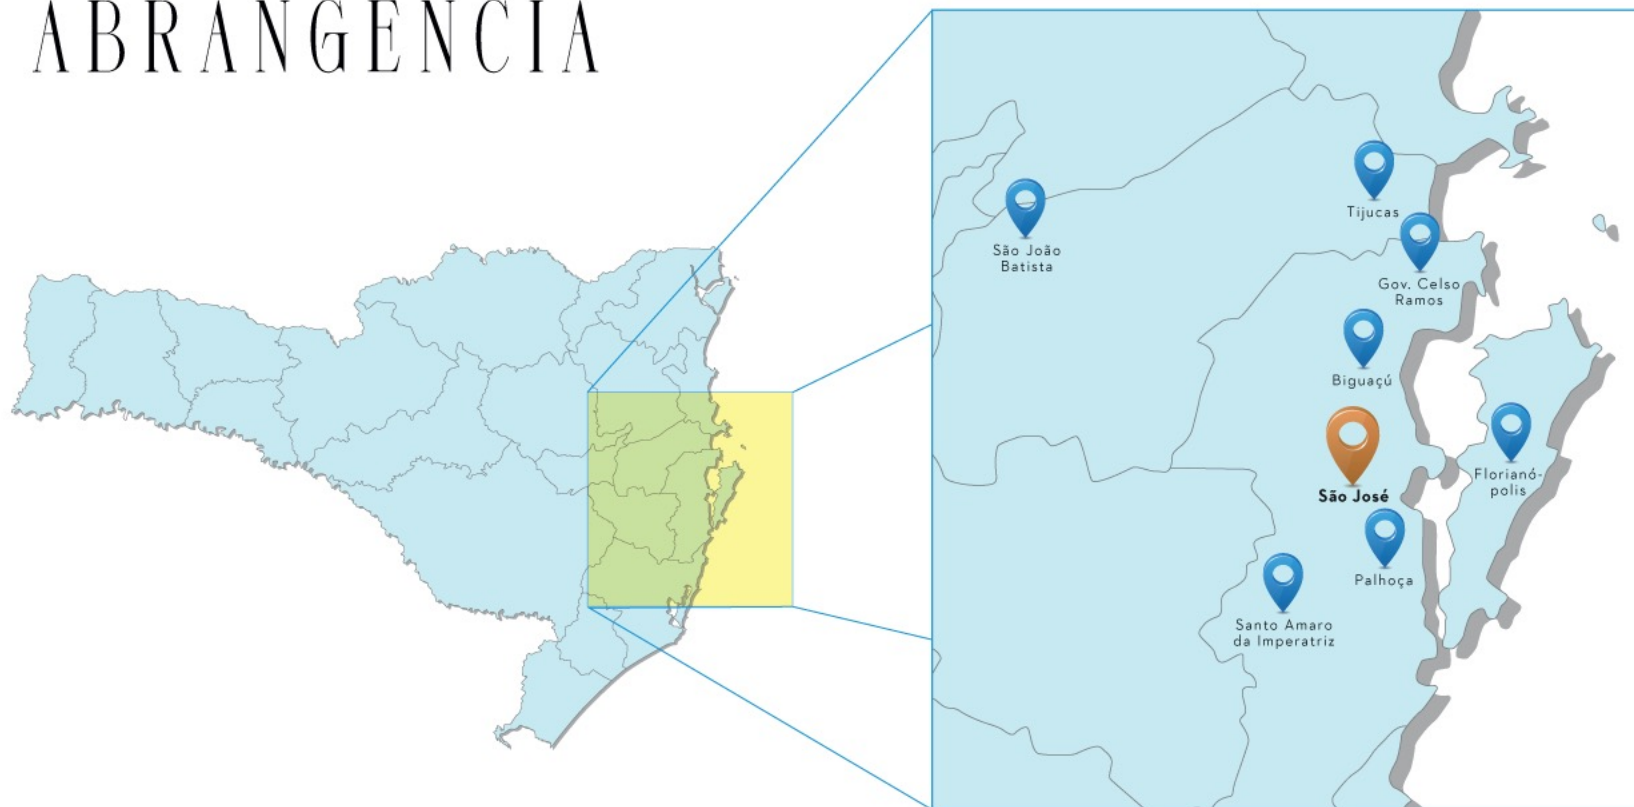 ABRANGENCIA
Tijucas
São João
Batista
Gov. Celso
Ramos
Biguaçú
Florianó-
polis
São José
Palhoça
Santo Amaro
da Imperatriz